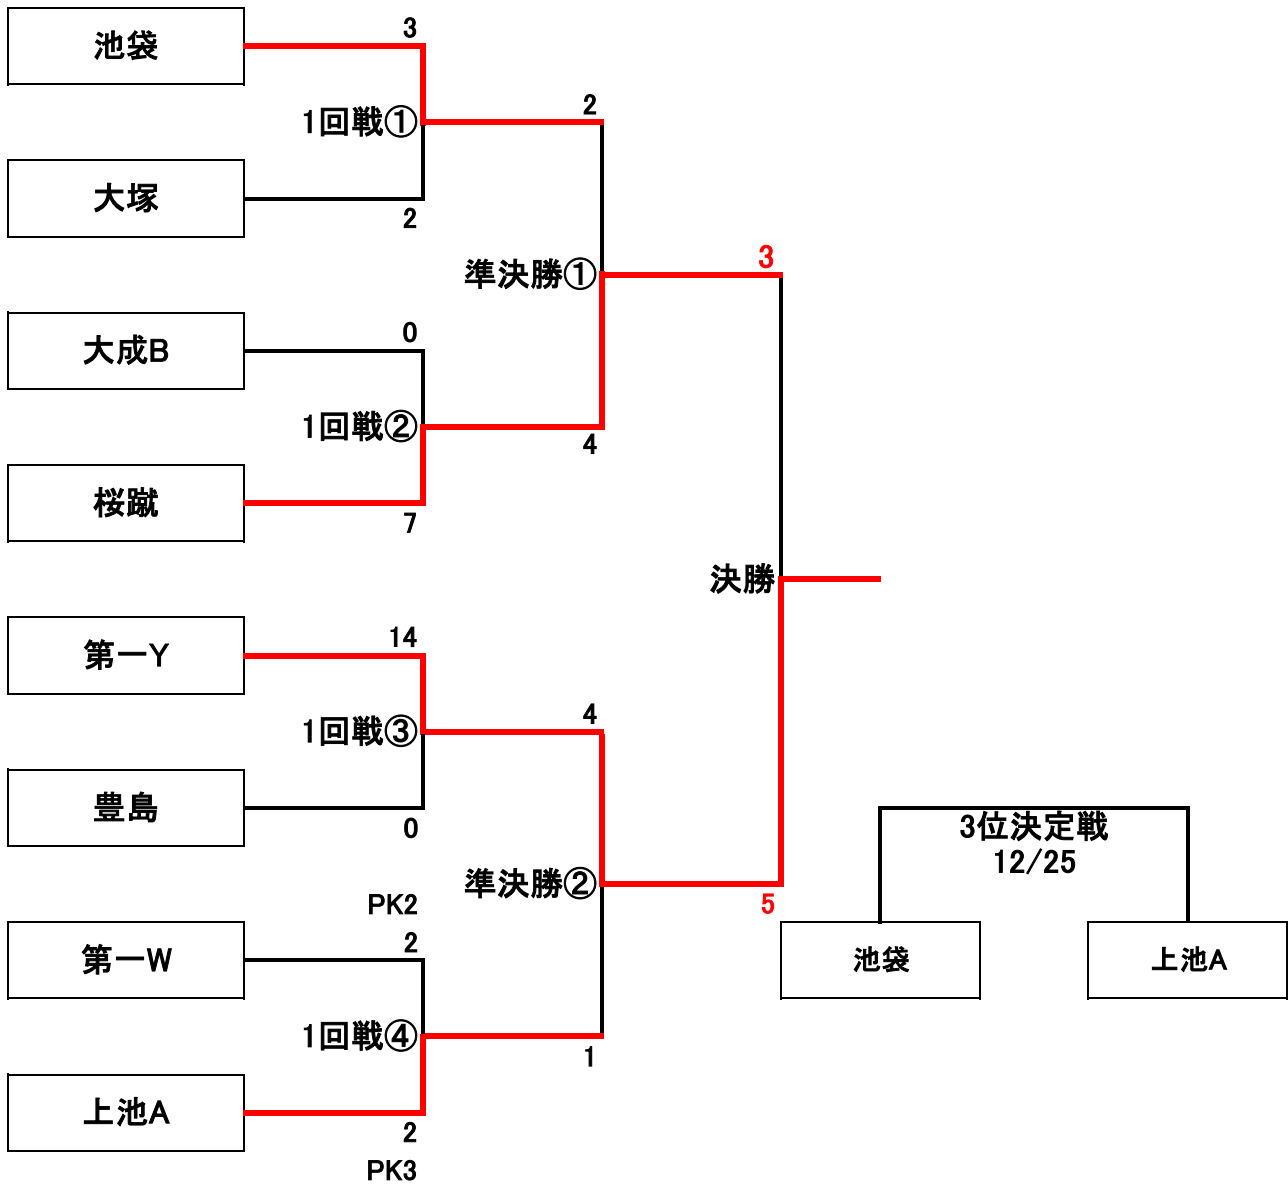 池袋
3
1回戦①
2
大塚
2
準決勝①
3
大成B
0
1回戦②
4
桜蹴
7
決勝
第一Y
14
1回戦③
4
豊島
0
3位決定戦
12/25
準決勝②
5
PK2
第一W
2
池袋
上池A
1回戦④
1
上池A
2
PK3